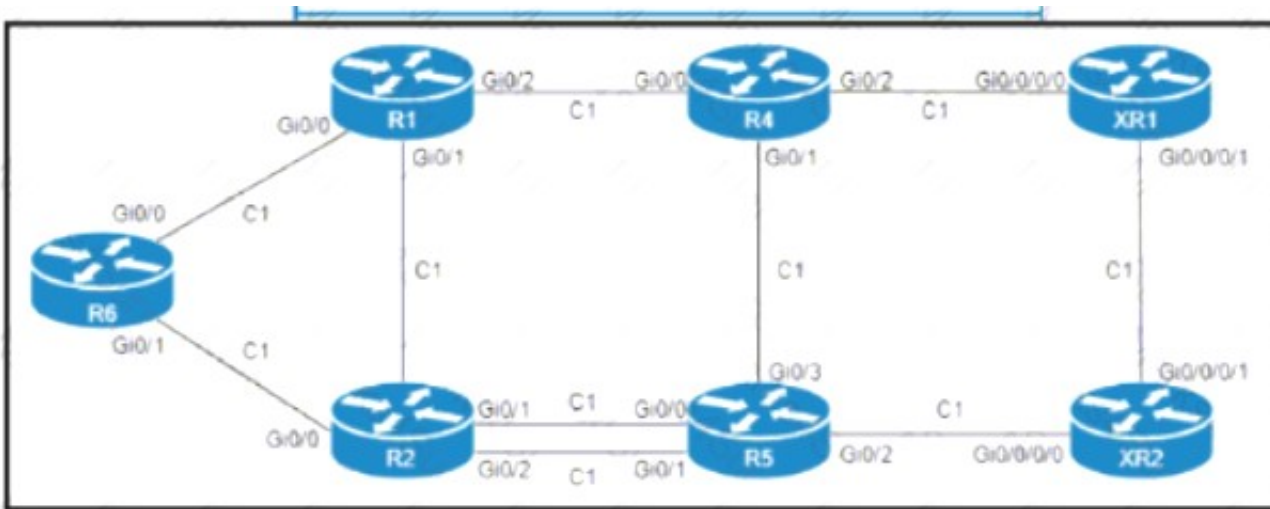 Gi0/2 Gi0/0 Gi0/2 Gi0/0/0/0
R1 C1 R4 C1 XR1
Gi0/0
Gi0/1 Gi0/1 Gi0/0/0/1
Gi0/0 C1
C1 C1 C1
R6
Gi0/1 C1
Gi0/3 Gi0/0/0/1
Gi0/1 C1 Gi0/0 C1
Gi0/0
R2 R5 Gi0/2 Gi0/0/0/0 XR2
Gi0/2 C1 Gi0/1